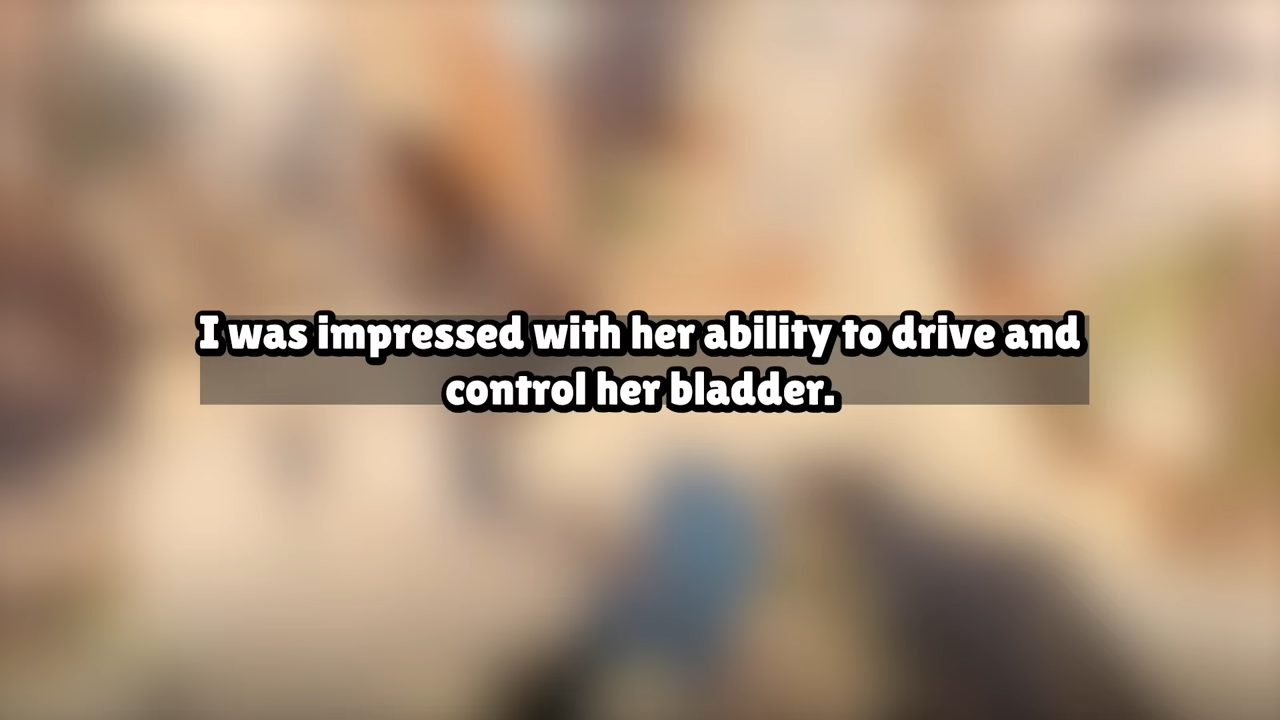 I was impressed with her ability to drive and
control her bladder.